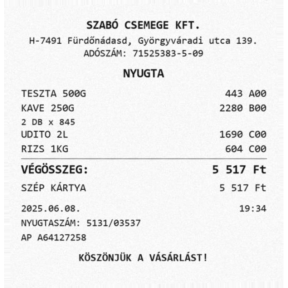 SZABÓ CSEMEGE KFT.
H-7491 Fürdőnádasd, Györgyváradi utca 139.
ADÓSZÁM: 71525383-5-09
NYUGTA
TESZTA 500G 443 A00
KAVE 250G 2280 B00
2 DB x 845
UDITO 2L 1690 C00
RIZS 1KG 604 C00
VÉGÖSSZEG: 5 517 Ft
SZÉP KÁRTYA 5 517 Ft
2025.06.08. 19:34
NYUGTASZÁM: 5131/03537
AP A64127258
KÖSZÖNJÜK A VÁSÁRLÁST!